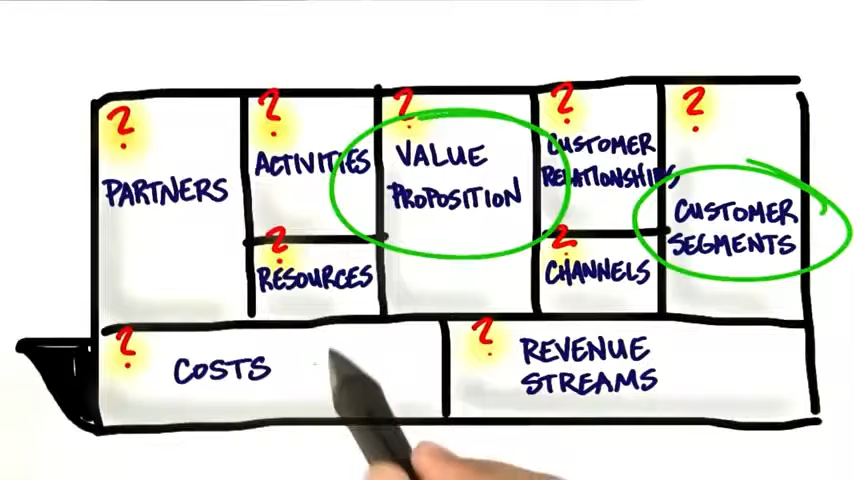 ?
PARTNERS
?
ACTIVITIES
?
RESOURCES
?
VALUE
PROPOSITION
?
CUSTOMER
RELATIONSHIPS
?
CHANNELS
?
CUSTOMER
SEGMENTS
?
COSTS
?
REVENUE
STREAMS